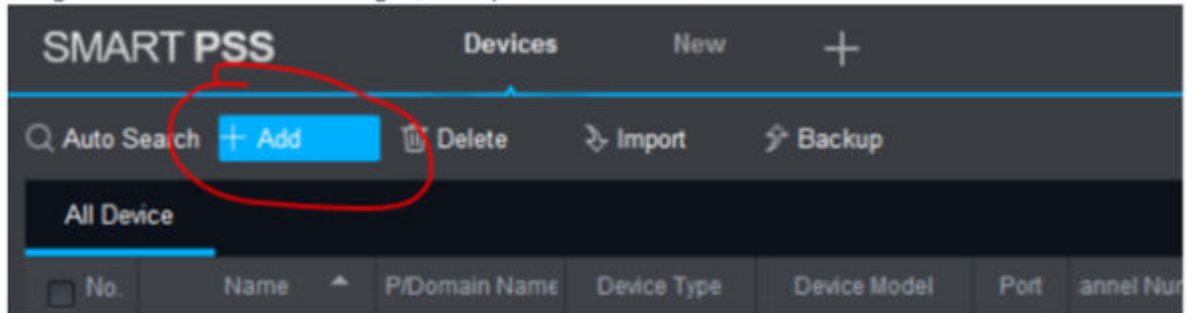 SMART PSS Devices New +
Auto Search + Add Delete Import Backup
All Device
No. Name P/Domain Name Device Type Device Model Port annel Nur